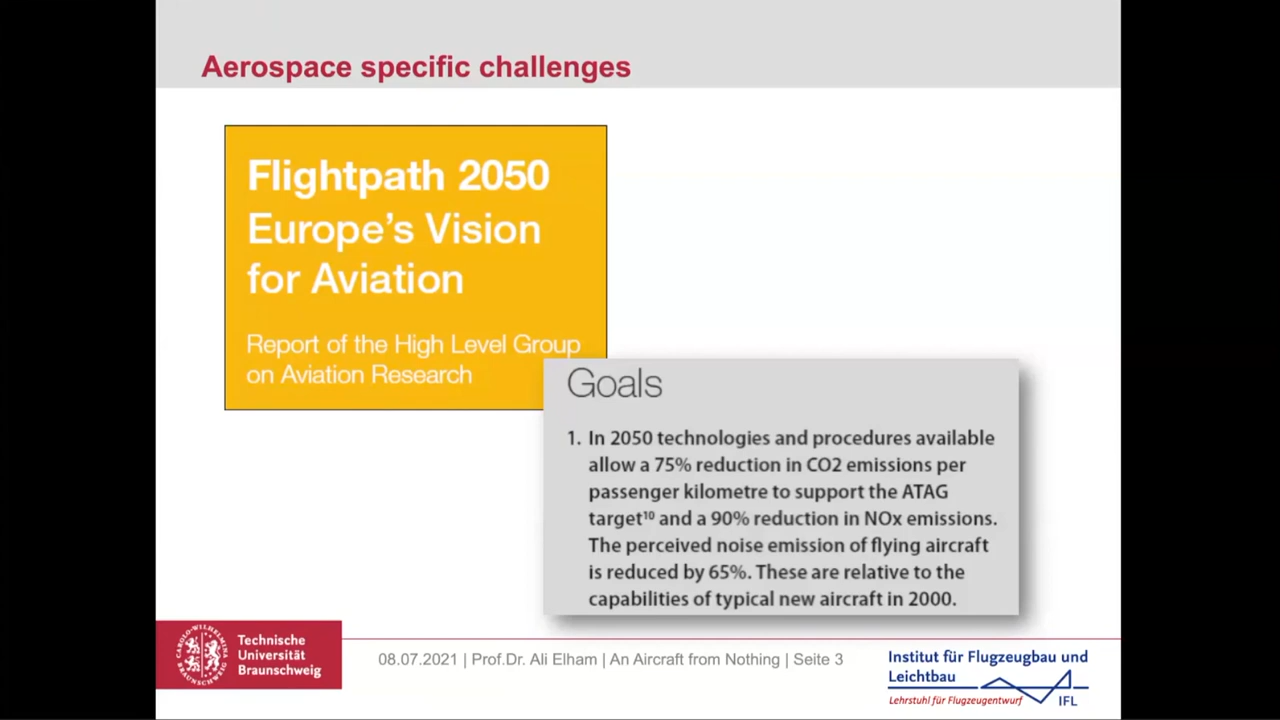 Aerospace specific challenges
Flightpath 2050
Europe's Vision
for Aviation
Report of the High Level Group
on Aviation Research
Goals
1. In 2050 technologies and procedures available
allow a 75% reduction in CO2 emissions per
passenger kilometre to support the ATAG
target¹⁰ and a 90% reduction in NOx emissions.
The perceived noise emission of flying aircraft
is reduced by 65%. These are relative to the
capabilities of typical new aircraft in 2000.
CAROLO-WILHELMINA
BRAUNSCHWEIG
Technische
Universität
Braunschweig
08.07.2021 | Prof.Dr. Ali Elham | An Aircraft from Nothing | Seite 3
Institut für Flugzeugbau und
Leichtbau
Lehrstuhl für Flugzeugentwurf
IFL